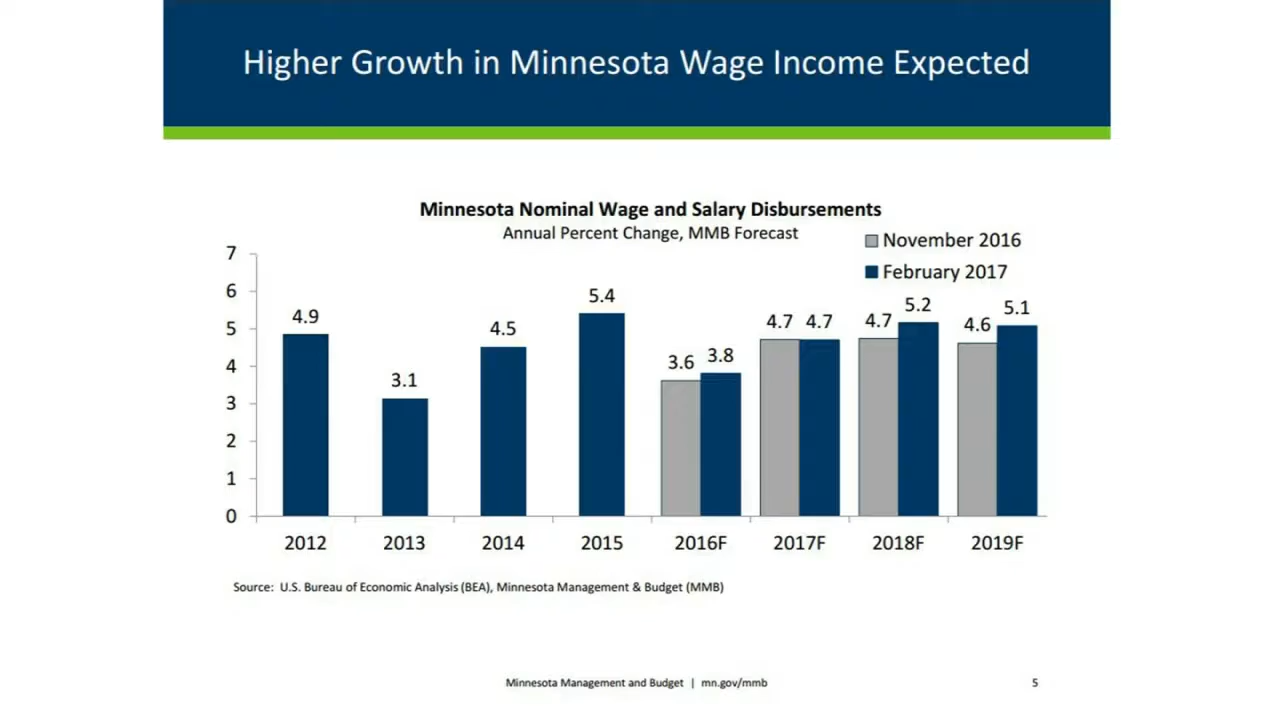 Higher Growth in Minnesota Wage Income Expected
Minnesota Nominal Wage and Salary Disbursements
Annual Percent Change, MMB Forecast
November 2016
February 2017
7
6
5
4
3
2
1
0
4.9
3.1
4.5
5.4
3.6 3.8
4.7 4.7
4.7 5.2
4.6 5.1
2012 2013 2014 2015 2016F 2017F 2018F 2019F
Source: U.S. Bureau of Economic Analysis (BEA), Minnesota Management & Budget (MMB)
Minnesota Management and Budget | mn.gov/mmb 5